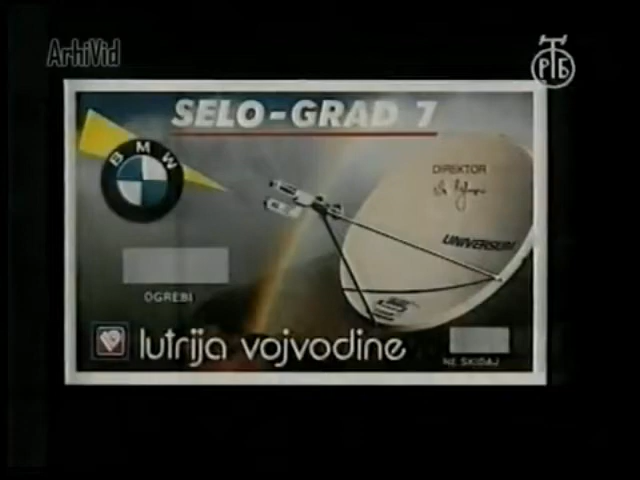 ArhiVid
РТБ
SELO-GRAD 7
BMW
DIREKTOR
UNIVERSUM
OGREBI
lutrija vojvodine
NE SKIDAJ